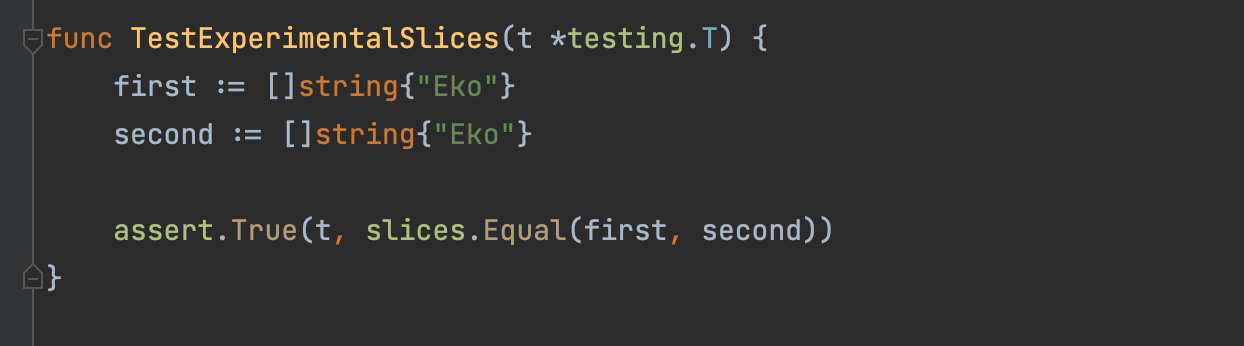 func TestExperimentalSlices(t *testing.T) {
    first := []string{"Eko"}
    second := []string{"Eko"}

    assert.True(t, slices.Equal(first, second))
}